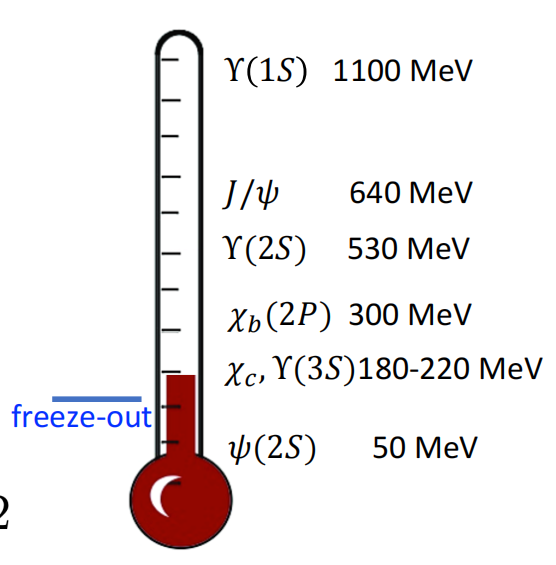 ϒ(1S) 1100 MeV
J/ψ 640 MeV
ϒ(2S) 530 MeV
χb(2P) 300 MeV
χc, ϒ(3S)180-220 MeV
freeze-out
ψ(2S) 50 MeV
2